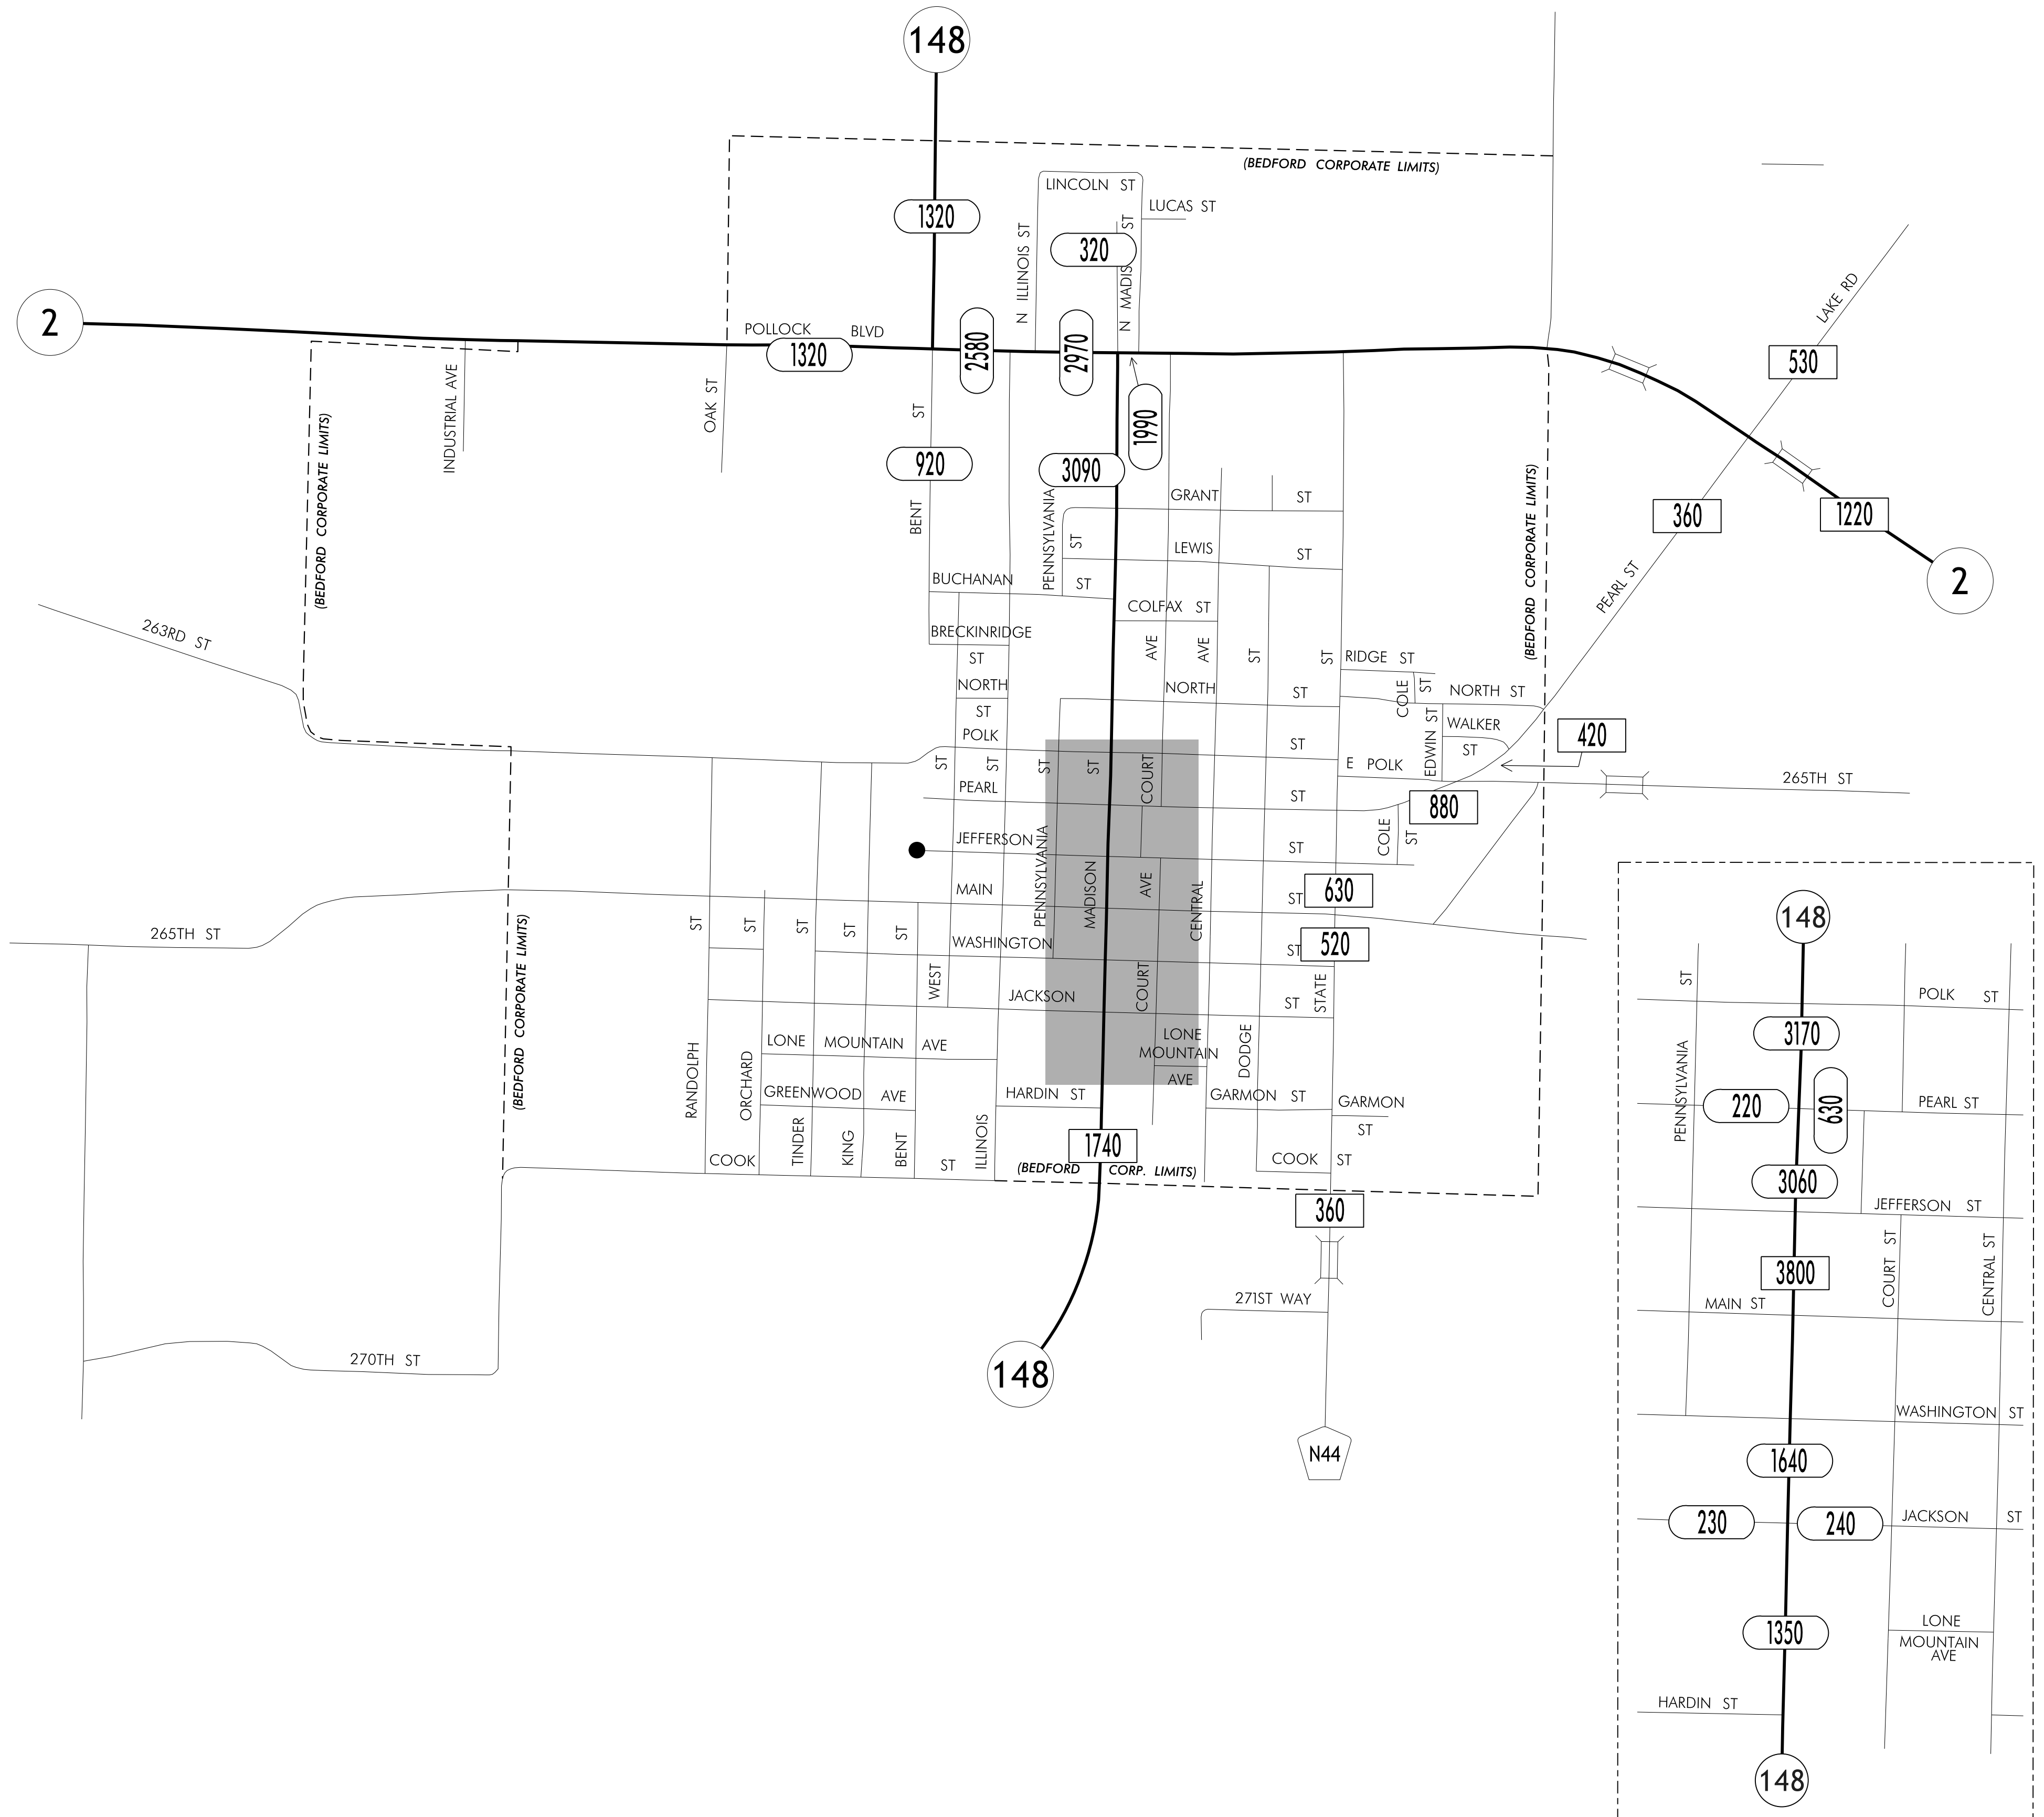 148
(BEDFORD CORPORATE LIMITS)
LINCOLN ST
LUCAS ST
1320
320
N ILLINOIS ST
N MADIS ST
LAKE RD
2
POLLOCK BLVD
1320
2580
2970
530
INDUSTRIAL AVE
OAK ST
ST
1990
(BEDFORD CORPORATE LIMITS)
920
3090
(BEDFORD CORPORATE LIMITS)
BENT
PENNSYLVANIA
ST
GRANT ST
360
1220
LEWIS ST
2
BUCHANAN ST
PEARL ST
COLFAX ST
263RD ST
BRECKINRIDGE
ST
AVE
AVE
ST
ST
RIDGE ST
NORTH
ST
NORTH ST
COLE ST
NORTH ST
EDWIN ST
WALKER
ST
420
POLK ST
E POLK
265TH ST
ST
ST
ST
ST
COURT
PEARL ST
880
JEFFERSON ST
COLE ST
PENNSYLVANIA
MADISON
AVE
CENTRAL
MAIN ST
630
148
265TH ST
ST
ST
ST
ST
ST
WASHINGTON ST
520
(BEDFORD CORPORATE LIMITS)
WEST
JACKSON ST
COURT
STATE
ST
POLK ST
LONE MOUNTAIN AVE
LONE
MOUNTAIN
AVE
DODGE
3170
RANDOLPH
ORCHARD
GREENWOOD AVE
HARDIN ST
GARMON ST
GARMON
ST
PENNSYLVANIA
220
630
PEARL ST
TINDER
KING
BENT
ILLINOIS
1740
COOK ST
(BEDFORD CORP. LIMITS)
COOK ST
3060
360
JEFFERSON ST
COURT ST
CENTRAL ST
3800
271ST WAY
MAIN ST
270TH ST
148
N44
WASHINGTON ST
1640
230
240
JACKSON ST
1350
LONE
MOUNTAIN
AVE
HARDIN ST
148